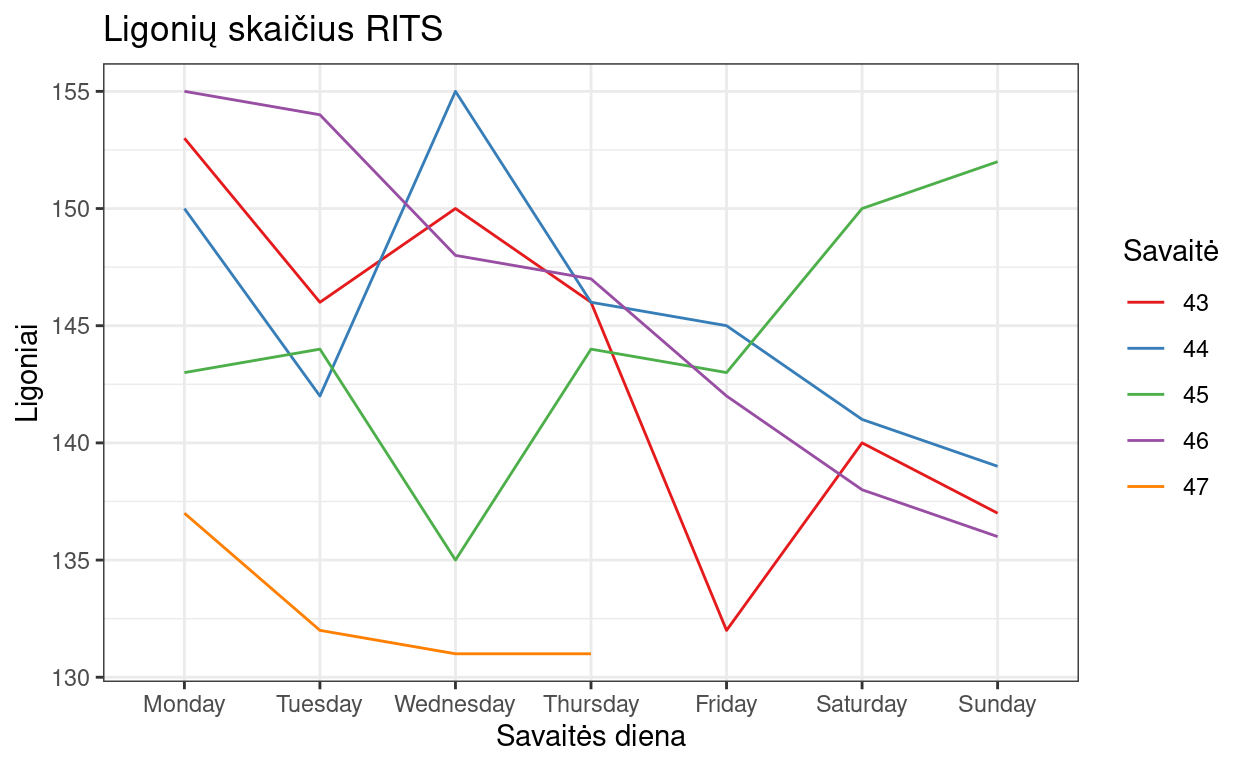 Ligonių skaičius RITS
155
150
145
140
135
130
Ligoniai
Monday Tuesday Wednesday Thursday Friday Saturday Sunday
Savaitės diena
Savaitė
43
44
45
46
47